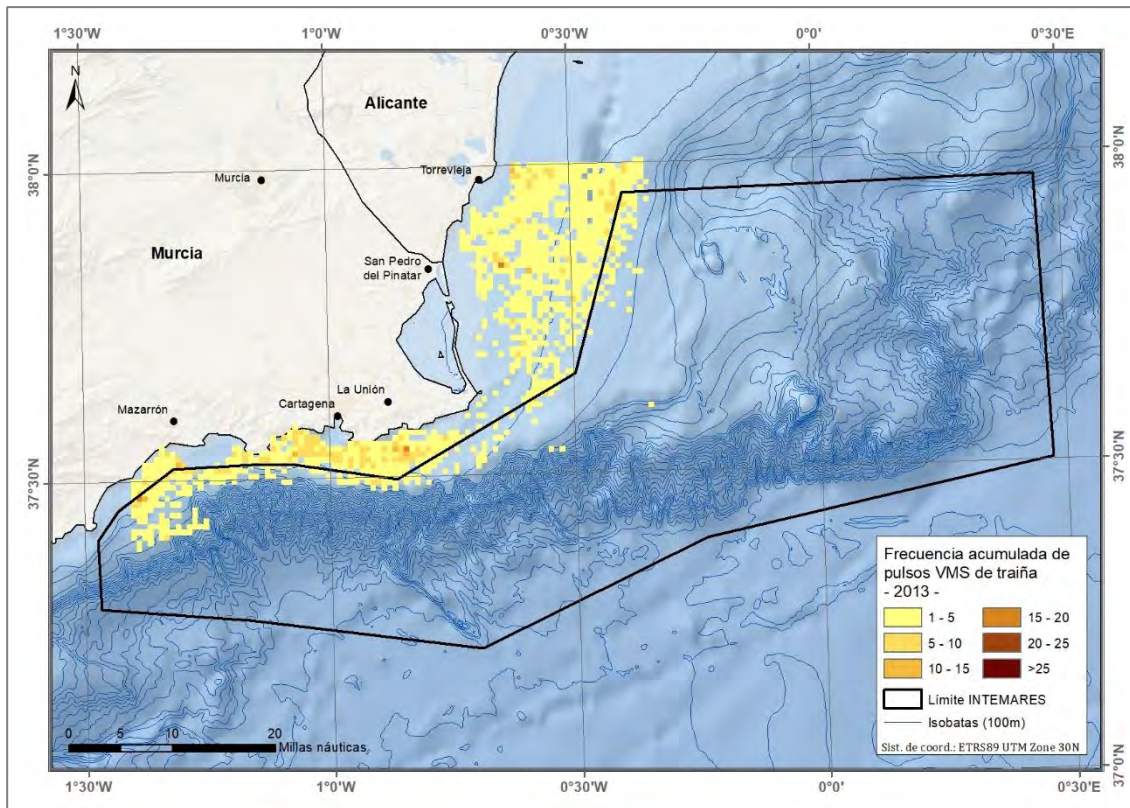 1°30'W
1°0'W
0°30'W
0°0'
0°30'E
N
Alicante
38°0'N
38°0'N
Murcia
Torrevieja
Murcia
San Pedro
del Pinatar
La Unión
Mazarrón
Cartagena
37°30'N
37°30'N
Frecuencia acumulada de
pulsos VMS de traiña
- 2013 -
1 - 5
15 - 20
5 - 10
20 - 25
10 - 15
>25
Límite INTEMARES
Isobatas (100m)
Sist. de coord.: ETRS89 UTM Zone 30N
0
5
10
20
Millas náuticas
37°0'N
1°30'W
1°0'W
0°30'W
0°0'
0°30'E